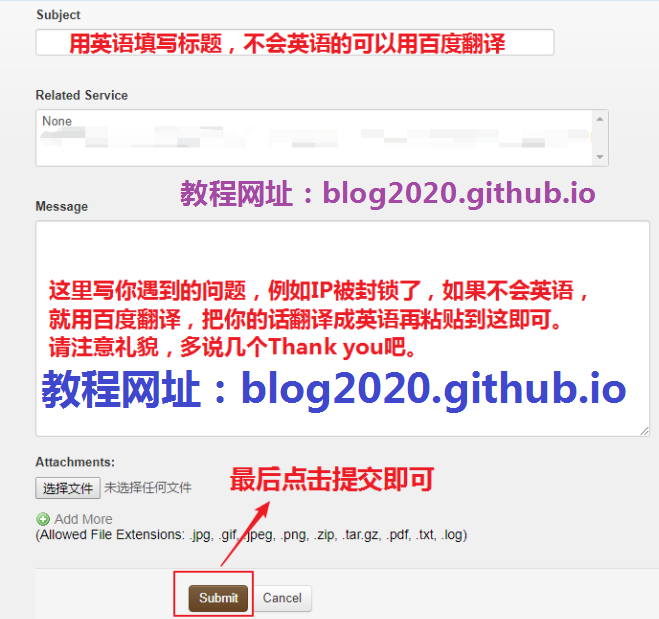 Subject
用英语填写标题，不会英语的可以用百度翻译
Related Service
None
教程网址：blog2020.github.io
Message
这里写你遇到的问题，例如IP被封锁了，如果不会英语，
就用百度翻译，把你的话翻译成英语再粘贴到这即可。
请注意礼貌，多说几个Thank you吧。
教程网址：blog2020.github.io
Attachments:
最后点击提交即可
选择文件 未选择任何文件
Add More
(Allowed File Extensions: .jpg, .gif, .jpeg, .png, .zip, .tar.gz, .pdf, .txt, .log)
Submit Cancel